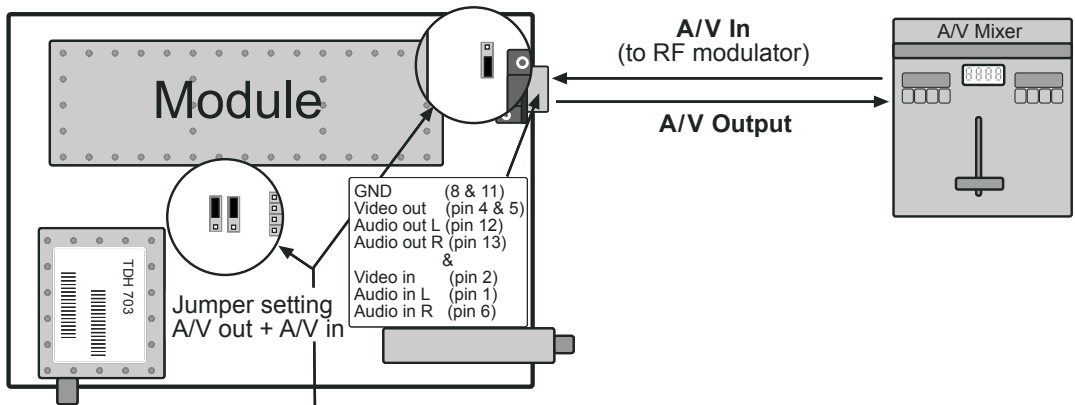 Module
A/V In
(to RF modulator)
A/V Output
A/V Mixer
8888
GND (8 & 11)
Video out (pin 4 & 5)
Audio out L (pin 12)
Audio out R (pin 13)
&
Video in (pin 2)
Audio in L (pin 1)
Audio in R (pin 6)
TDH 703
Jumper setting
A/V out + A/V in